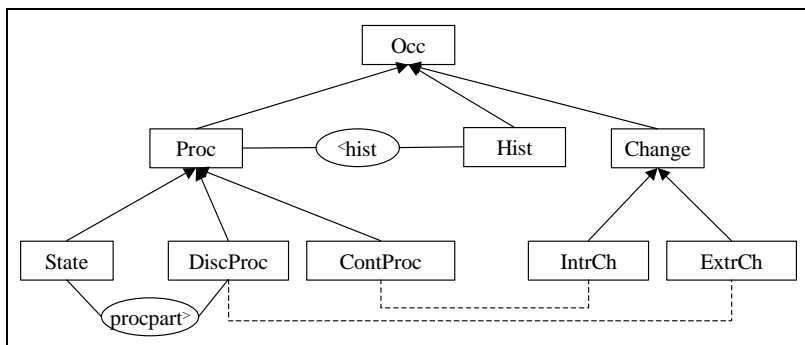 Occ
Proc
<hist
Hist
Change
State
DiscProc
ContProc
IntrCh
ExtrCh
procpart>